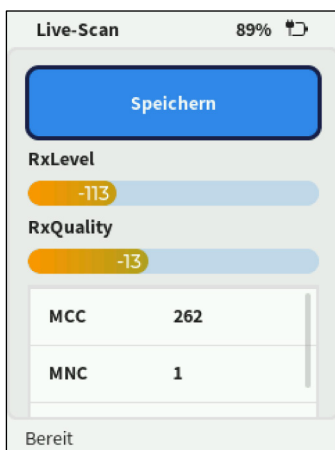 Live-Scan 89%
Speichern
RxLevel
-113
RxQuality
-13
MCC 262
MNC 1
Bereit